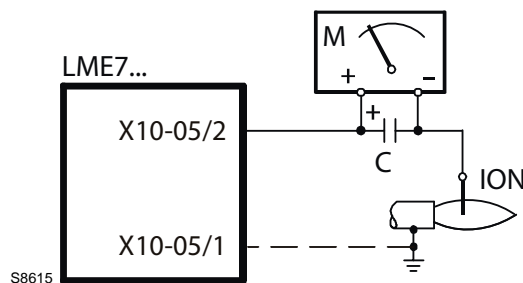 M
+ –
LME7...
X10-05/2
+
C
ION
X10-05/1
S8615